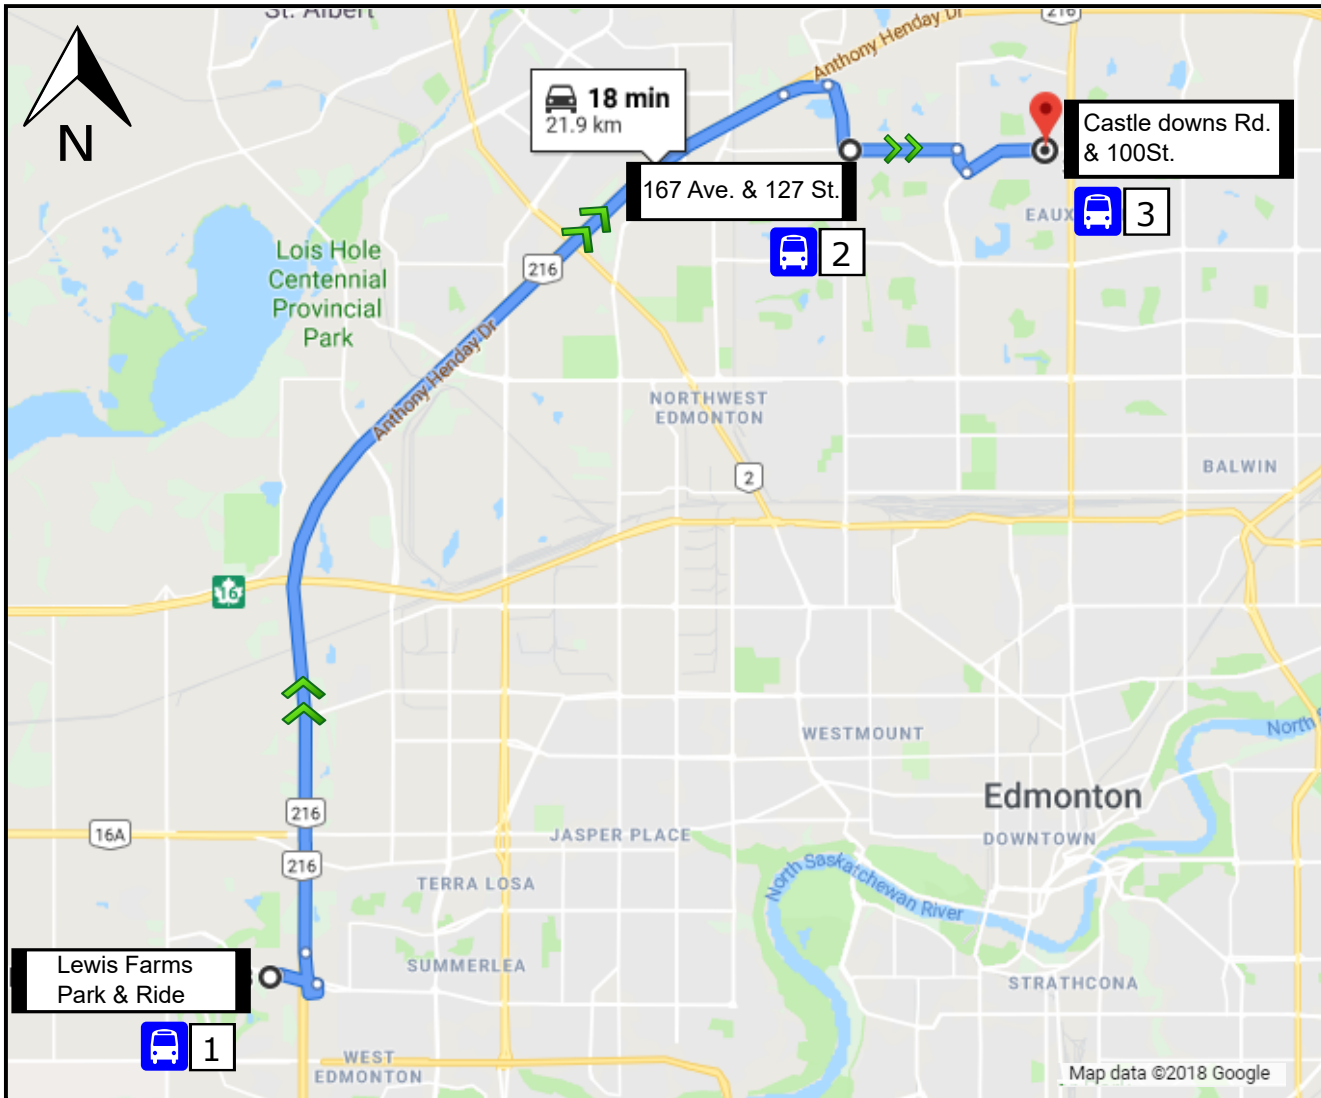 St. Albert
216
Anthony Henday Dr
N
18 min
21.9 km
Castle downs Rd.
& 100St.
167 Ave. & 127 St.
3
EAUX
2
Lois Hole
Centennial
Provincial
Park
216
Anthony Henday Dr
NORTHWEST
EDMONTON
2
BALWIN
16
WESTMOUNT
North
Edmonton
216
16A
JASPER PLACE
DOWNTOWN
216
TERRA LOSA
North Saskatchewan River
Lewis Farms
Park & Ride
SUMMERLEA
STRATHCONA
1
WEST
EDMONTON
Map data ©2018 Google